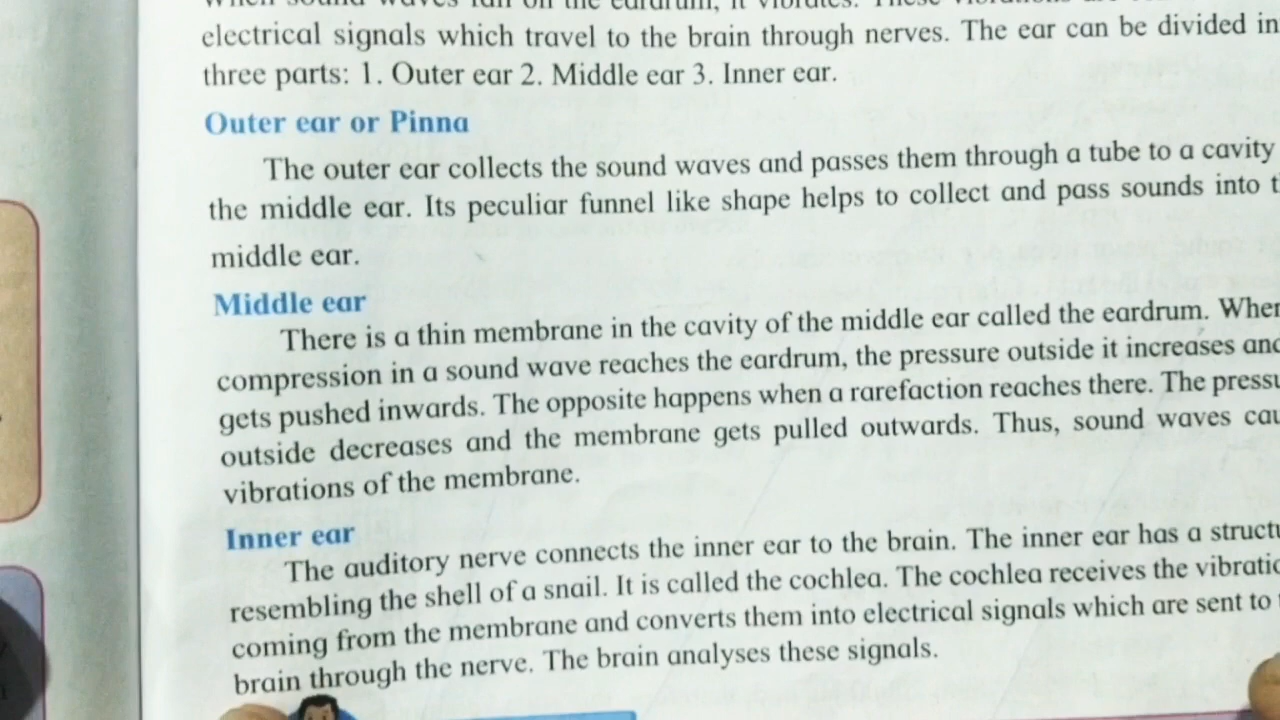 electrical signals which travel to the brain through nerves. The ear can be divided in
three parts: 1. Outer ear 2. Middle ear 3. Inner ear.
Outer ear or Pinna
The outer ear collects the sound waves and passes them through a tube to a cavity
the middle ear. Its peculiar funnel like shape helps to collect and pass sounds into
middle ear.
Middle ear
There is a thin membrane in the cavity of the middle ear called the eardrum. When
compression in a sound wave reaches the eardrum, the pressure outside it increases and
gets pushed inwards. The opposite happens when a rarefaction reaches there. The pressu
outside decreases and the membrane gets pulled outwards. Thus, sound waves cau
vibrations of the membrane.
Inner ear
The auditory nerve connects the inner ear to the brain. The inner ear has a structu
resembling the shell of a snail. It is called the cochlea. The cochlea receives the vibratio
coming from the membrane and converts them into electrical signals which are sent to
brain through the nerve. The brain analyses these signals.